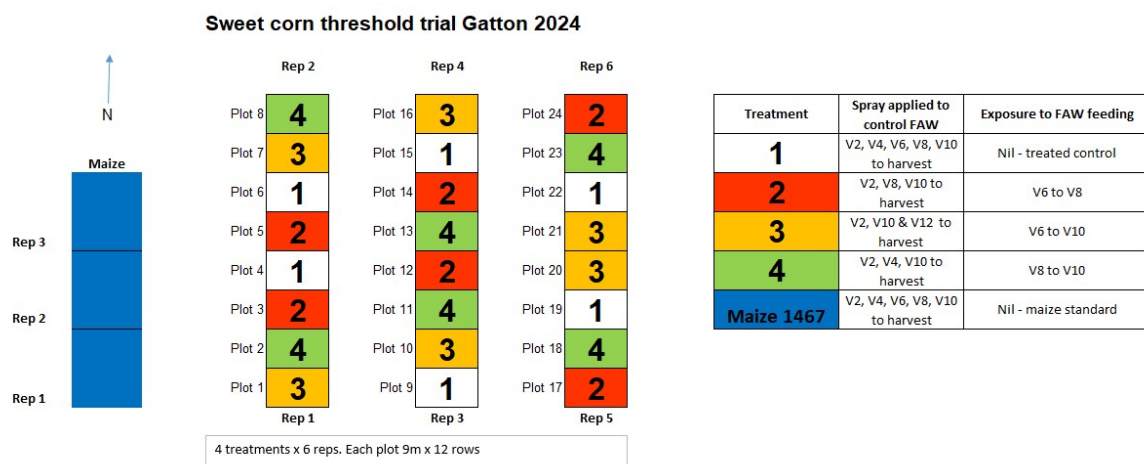 Sweet corn threshold trial Gatton 2024
N
Maize
Rep 3
Rep 2
Rep 1
Rep 2
Plot 8 4
Plot 7 3
Plot 6 1
Plot 5 2
Plot 4 1
Plot 3 2
Plot 2 4
Plot 1 3
Rep 1
Rep 4
Plot 16 3
Plot 15 1
Plot 14 2
Plot 13 4
Plot 12 2
Plot 11 4
Plot 10 3
Plot 9 1
Rep 3
Rep 6
Plot 24 2
Plot 23 4
Plot 22 1
Plot 21 3
Plot 20 3
Plot 19 1
Plot 18 4
Plot 17 2
Rep 5
4 treatments x 6 reps. Each plot 9m x 12 rows
Treatment
Spray applied to
control FAW
Exposure to FAW feeding
1
V2, V4, V6, V8, V10
to harvest
Nil - treated control
2
V2, V8, V10 to
harvest
V6 to V8
3
V2, V10 & V12 to
harvest
V6 to V10
4
V2, V4, V10 to
harvest
V8 to V10
Maize 1467
V2, V4, V6, V8, V10
to harvest
Nil - maize standard